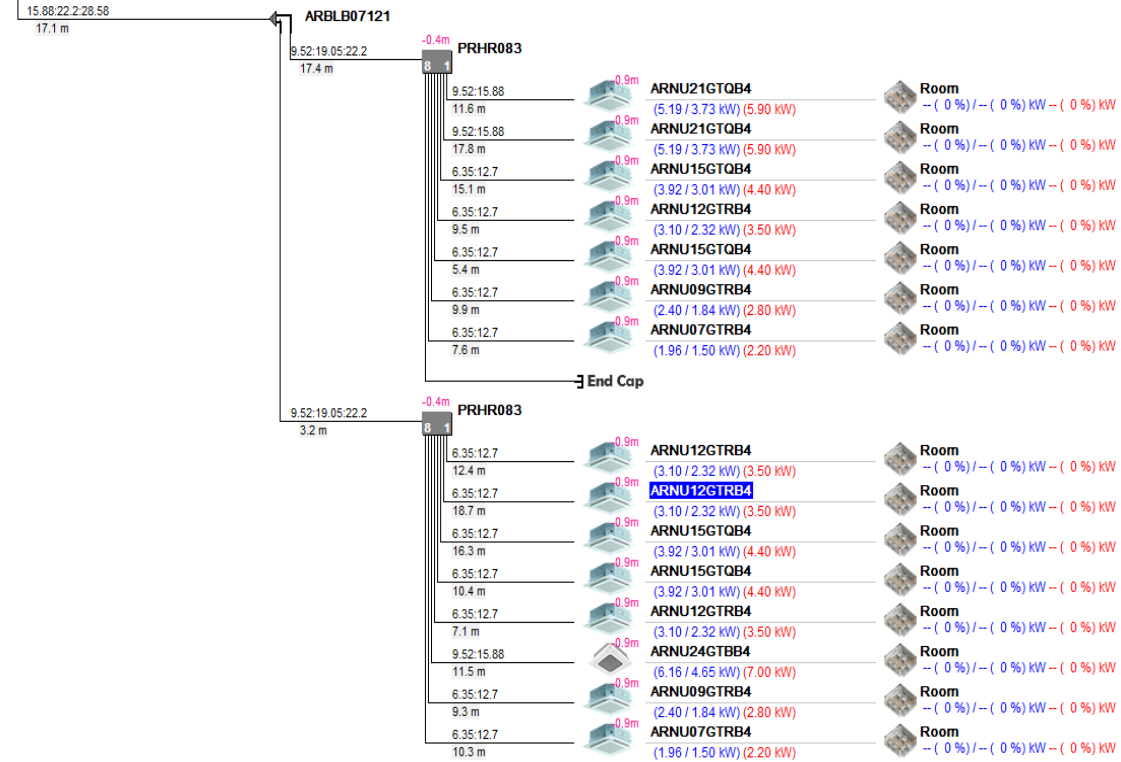 15.88:22.2:28.58
17.1 m
ARBLB07121
9.52:19.05:22.2
17.4 m
-0.4m
PRHR083
8 1
9.52:15.88
11.6 m
-0.9m
ARNU21GTQB4
(5.19 / 3.73 kW) (5.90 kW)
Room
-- ( 0 %) / -- ( 0 %) kW -- ( 0 %) kW
9.52:15.88
17.8 m
-0.9m
ARNU21GTQB4
(5.19 / 3.73 kW) (5.90 kW)
Room
-- ( 0 %) / -- ( 0 %) kW -- ( 0 %) kW
6.35:12.7
15.1 m
-0.9m
ARNU15GTQB4
(3.92 / 3.01 kW) (4.40 kW)
Room
-- ( 0 %) / -- ( 0 %) kW -- ( 0 %) kW
6.35:12.7
9.5 m
-0.9m
ARNU12GTRB4
(3.10 / 2.32 kW) (3.50 kW)
Room
-- ( 0 %) / -- ( 0 %) kW -- ( 0 %) kW
6.35:12.7
5.4 m
-0.9m
ARNU15GTQB4
(3.92 / 3.01 kW) (4.40 kW)
Room
-- ( 0 %) / -- ( 0 %) kW -- ( 0 %) kW
6.35:12.7
9.9 m
-0.9m
ARNU09GTRB4
(2.40 / 1.84 kW) (2.80 kW)
Room
-- ( 0 %) / -- ( 0 %) kW -- ( 0 %) kW
6.35:12.7
7.6 m
-0.9m
ARNU07GTRB4
(1.96 / 1.50 kW) (2.20 kW)
Room
-- ( 0 %) / -- ( 0 %) kW -- ( 0 %) kW
End Cap
9.52:19.05:22.2
3.2 m
-0.4m
PRHR083
8 1
6.35:12.7
12.4 m
-0.9m
ARNU12GTRB4
(3.10 / 2.32 kW) (3.50 kW)
Room
-- ( 0 %) / -- ( 0 %) kW -- ( 0 %) kW
6.35:12.7
18.7 m
-0.9m
ARNU12GTRB4
(3.10 / 2.32 kW) (3.50 kW)
Room
-- ( 0 %) / -- ( 0 %) kW -- ( 0 %) kW
6.35:12.7
16.3 m
-0.9m
ARNU15GTQB4
(3.92 / 3.01 kW) (4.40 kW)
Room
-- ( 0 %) / -- ( 0 %) kW -- ( 0 %) kW
6.35:12.7
10.4 m
-0.9m
ARNU15GTQB4
(3.92 / 3.01 kW) (4.40 kW)
Room
-- ( 0 %) / -- ( 0 %) kW -- ( 0 %) kW
6.35:12.7
7.1 m
-0.9m
ARNU12GTRB4
(3.10 / 2.32 kW) (3.50 kW)
Room
-- ( 0 %) / -- ( 0 %) kW -- ( 0 %) kW
9.52:15.88
11.5 m
-0.9m
ARNU24GTBB4
(6.16 / 4.65 kW) (7.00 kW)
Room
-- ( 0 %) / -- ( 0 %) kW -- ( 0 %) kW
6.35:12.7
9.3 m
-0.9m
ARNU09GTRB4
(2.40 / 1.84 kW) (2.80 kW)
Room
-- ( 0 %) / -- ( 0 %) kW -- ( 0 %) kW
6.35:12.7
10.3 m
-0.9m
ARNU07GTRB4
(1.96 / 1.50 kW) (2.20 kW)
Room
-- ( 0 %) / -- ( 0 %) kW -- ( 0 %) kW